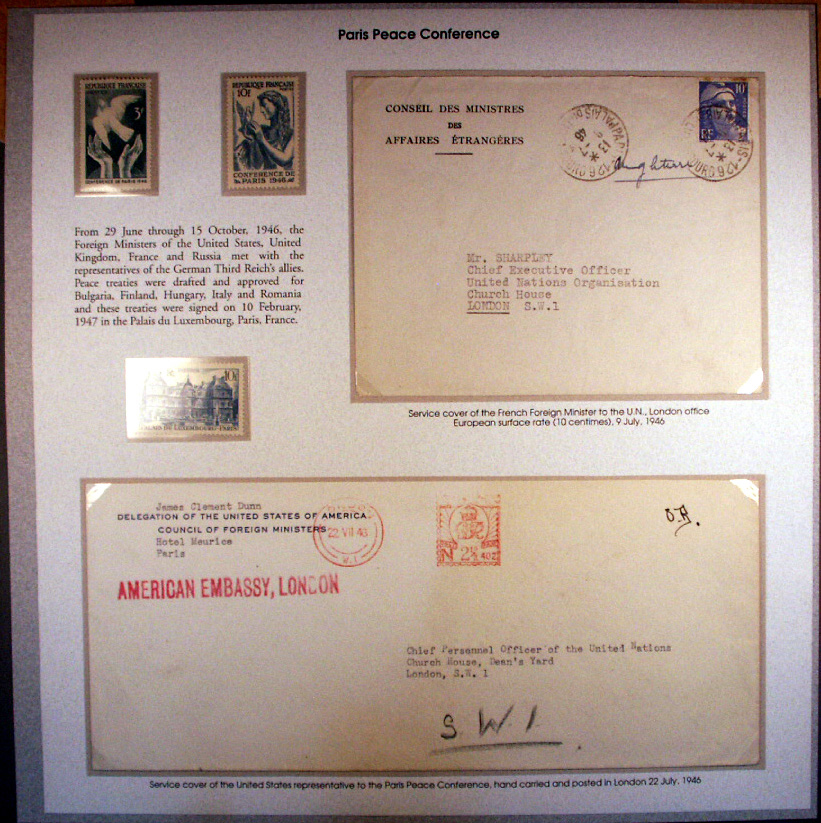 Paris Peace Conference
REPUBLIQUE FRANCAISE
3F
CONFERENCE DE PARIS 1946
REPUBLIQUE FRANCAISE
10F
POSTES
CONFERENCE DE
PARIS 1946
From 29 June through 15 October, 1946, the
Foreign Ministers of the United States, United
Kingdom, France and Russia met with the
representatives of the German Third Reich's allies.
Peace treaties were drafted and approved for
Bulgaria, Finland, Hungary, Italy and Romania
and these treaties were signed on 10 February,
1947 in the Palais du Luxembourg, Paris, France.
10F
PALAIS DU LUXEMBOURG-PARIS
CONSEIL DES MINISTRES
DES
AFFAIRES ÉTRANGÈRES
10F
RF
Mr. SHARPLEY
Chief Executive Officer
United Nations Organisation
Church House
LONDON S.W.1
Service cover of the French Foreign Minister to the U.N., London office
European surface rate (10 centimes), 9 July, 1946
James Clement Dunn
DELEGATION OF THE UNITED STATES OF AMERICA
COUNCIL OF FOREIGN MINISTERS
Hotel Meurice
Paris
AMERICAN EMBASSY, LONDON
22 VII 46
W.1
N 2½ 402
Chief Personnel Officer of the United Nations
Church House, Dean's Yard
London, S.W. 1
S.W.1.
Service cover of the United States representative to the Paris Peace Conference, hand carried and posted in London 22 July, 1946